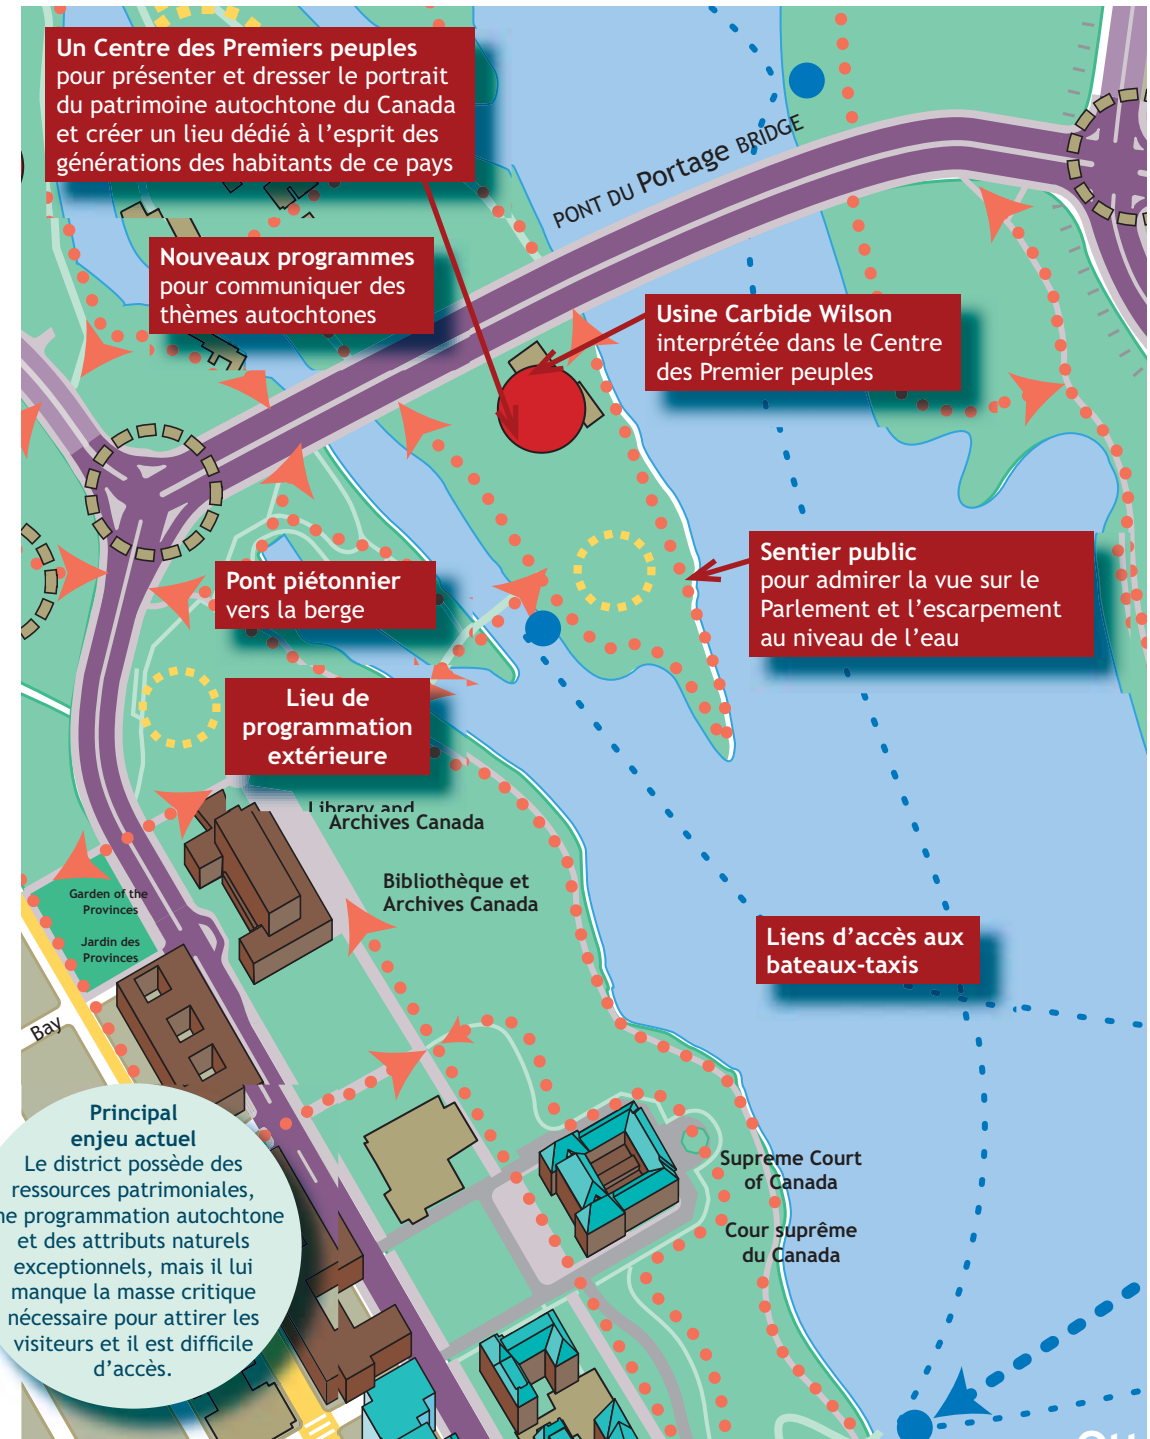 Un Centre des Premiers peuples
pour présenter et dresser le portrait
du patrimoine autochtone du Canada
et créer un lieu dédié à l’esprit des
générations des habitants de ce pays
PONT DU Portage BRIDGE
Nouveaux programmes
pour communiquer des
thèmes autochtones
Usine Carbide Wilson
interprétée dans le Centre
des Premier peuples
Sentier public
pour admirer la vue sur le
Parlement et l’escarpement
au niveau de l’eau
Pont piétonnier
vers la berge
Lieu de
programmation
extérieure
Library and
Archives Canada
Bibliothèque et
Archives Canada
Garden of the
Provinces
Jardin des
Provinces
Liens d’accès aux
bateaux-taxis
Bay
Principal
enjeu actuel
Le district possède des
ressources patrimoniales,
ne programmation autochtone
et des attributs naturels
exceptionnels, mais il lui
manque la masse critique
nécessaire pour attirer les
visiteurs et il est difficile
d’accès.
Supreme Court
of Canada
Cour suprême
du Canada